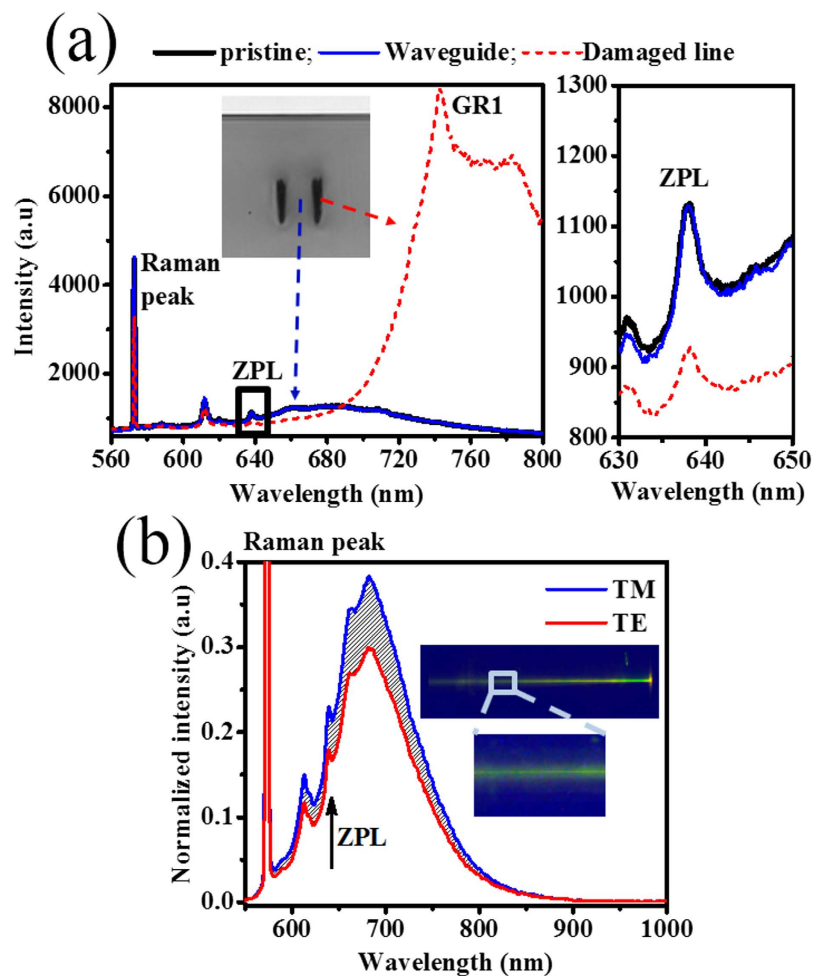 (a)
pristine; Waveguide; Damaged line
8000
6000
4000
2000
Intensity (a.u)
Raman
peak
ZPL
GR1
560 600 640 680 720 760 800
Wavelength (nm)
1300
1200
1100
1000
900
800
ZPL
630 640 650
Wavelength (nm)
(b)
Raman peak
0.4
0.3
0.2
0.1
0.0
Normalized intensity (a.u)
TM
TE
ZPL
600 700 800 900 1000
Wavelength (nm)